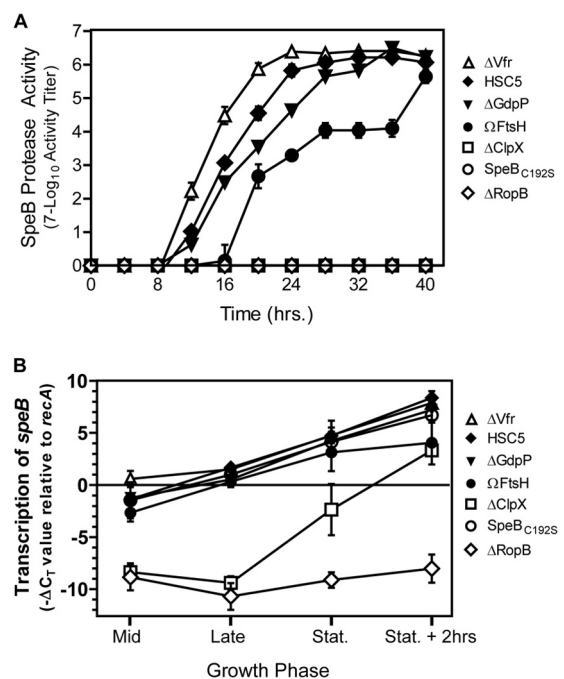 A
SpeB Protease Activity
(7-Log10 Activity Titer)
7
6
5
4
3
2
1
0
0 8 16 24 32 40
Time (hrs.)
ΔVfr
HSC5
ΔGdpP
ΩFtsH
ΔClpX
SpeBC192S
ΔRopB
B
Transcription of speB
(-ΔCT value relative to recA)
10
5
0
-5
-10
Mid Late Stat. Stat. + 2hrs
Growth Phase
ΔVfr
HSC5
ΔGdpP
ΩFtsH
ΔClpX
SpeBC192S
ΔRopB